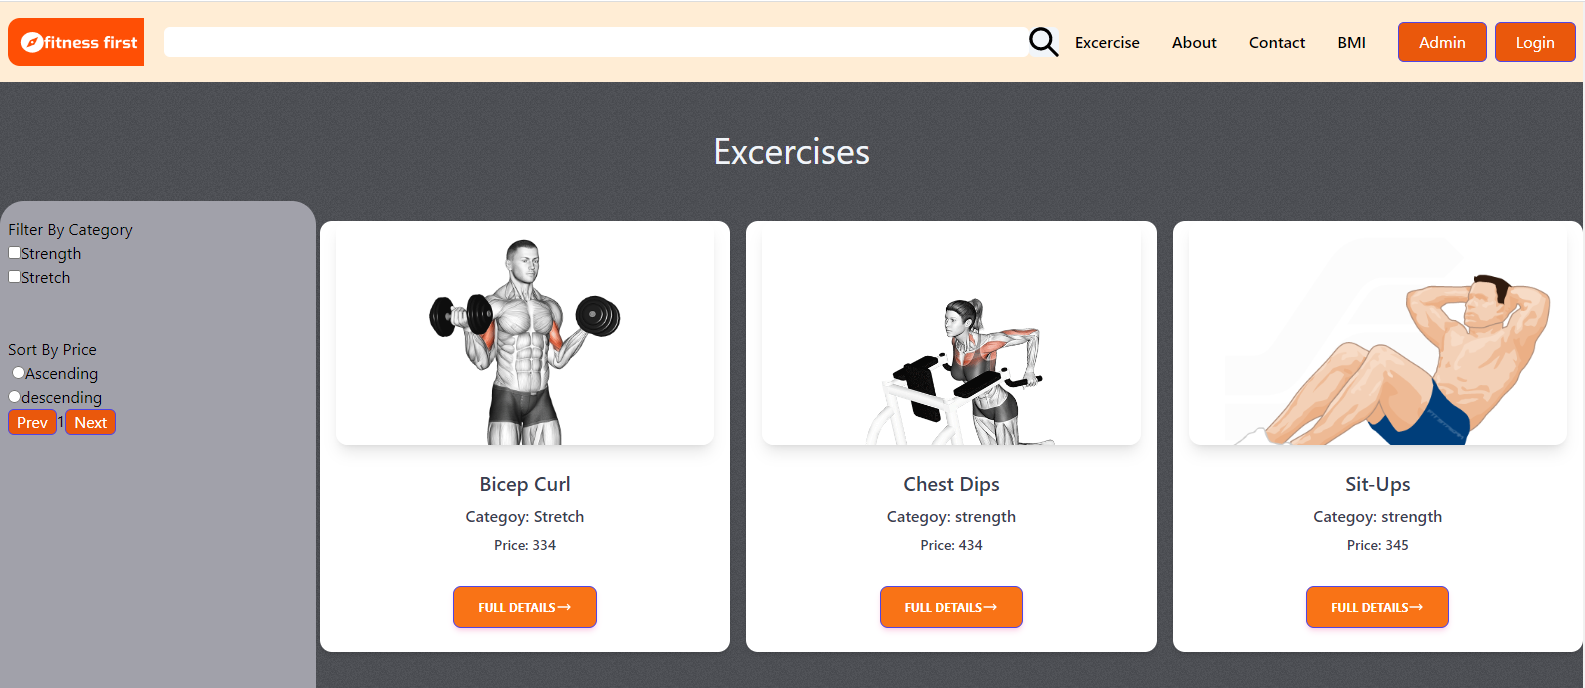 fitness first
Excercise About Contact BMI Admin Login
Excercises
Filter By Category
Strength
Stretch
Sort By Price
Ascending
descending
Prev 1 Next
Bicep Curl
Categoy: Stretch
Price: 334
FULL DETAILS→
Chest Dips
Categoy: strength
Price: 434
FULL DETAILS→
Sit-Ups
Categoy: strength
Price: 345
FULL DETAILS→